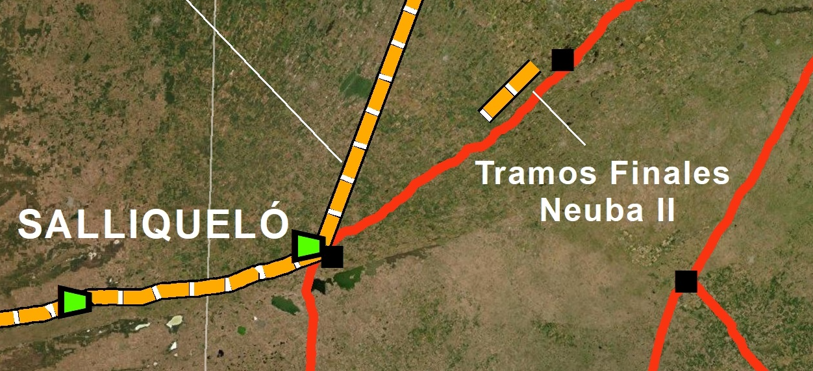 Tramos Finales
Neuba II
SALLIQUELÓ